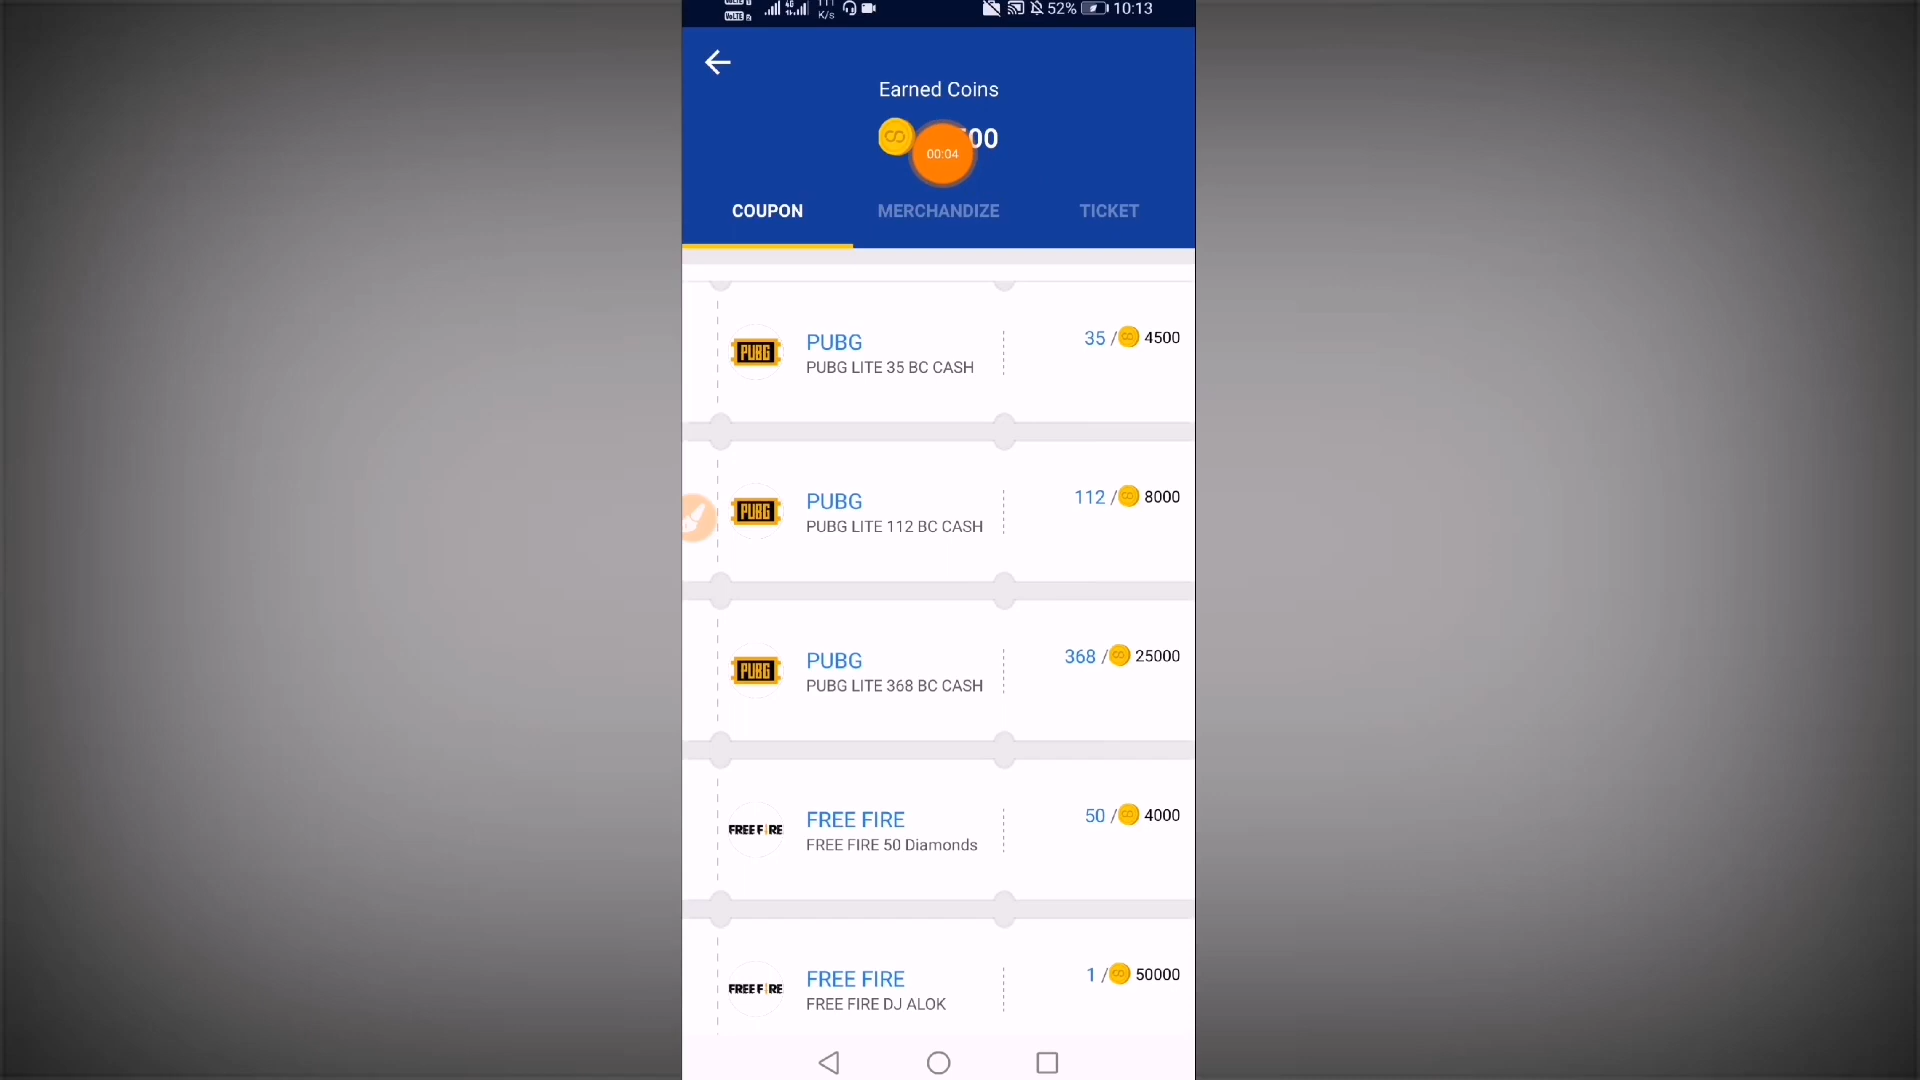 111
K/s
52% 10:13
Earned Coins
00
00:04
COUPON MERCHANDIZE TICKET
PUBG
PUBG
PUBG LITE 35 BC CASH
35 / 4500
PUBG
PUBG
PUBG LITE 112 BC CASH
112 / 8000
PUBG
PUBG
PUBG LITE 368 BC CASH
368 / 25000
FREE FIRE
FREE FIRE
FREE FIRE 50 Diamonds
50 / 4000
FREE FIRE
FREE FIRE
FREE FIRE DJ ALOK
1 / 50000